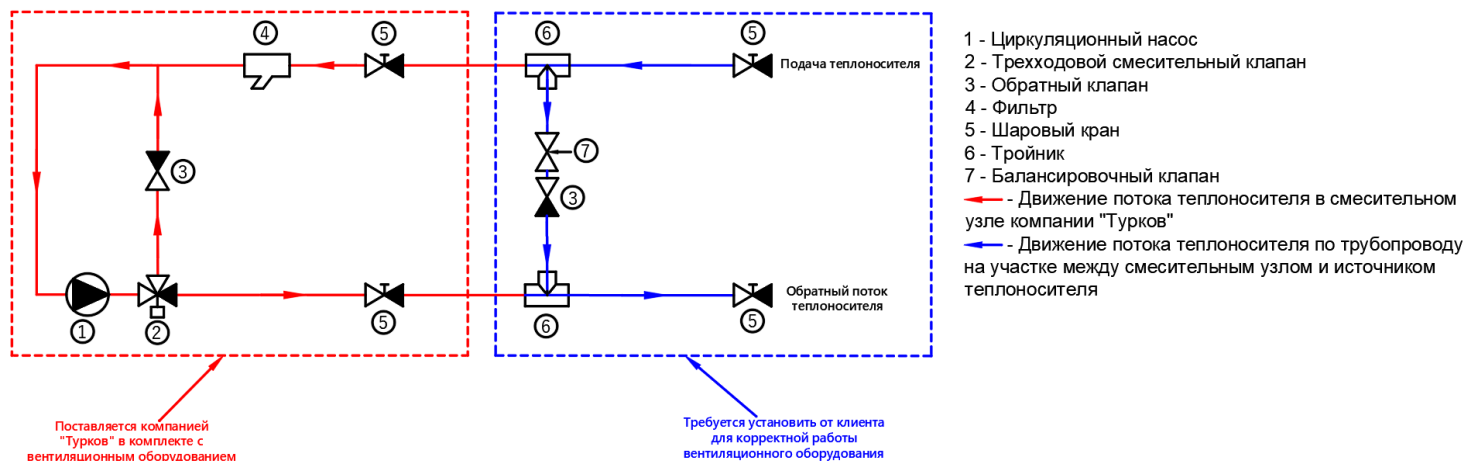 4
5
6
5
Подача теплоносителя
3
7
3
1
2
5
6
5
Обратный поток
теплоносителя
1 - Циркуляционный насос
2 - Трехходовой смесительный клапан
3 - Обратный клапан
4 - Фильтр
5 - Шаровый кран
6 - Тройник
7 - Балансировочный клапан
- Движение потока теплоносителя в смесительном
узле компании "Турков"
- Движение потока теплоносителя по трубопроводу
на участке между смесительным узлом и источником
теплоносителя
Поставляется компанией
"Турков" в комплекте с
вентиляционным оборудованием
Требуется установить от клиента
для корректной работы
вентиляционного оборудования